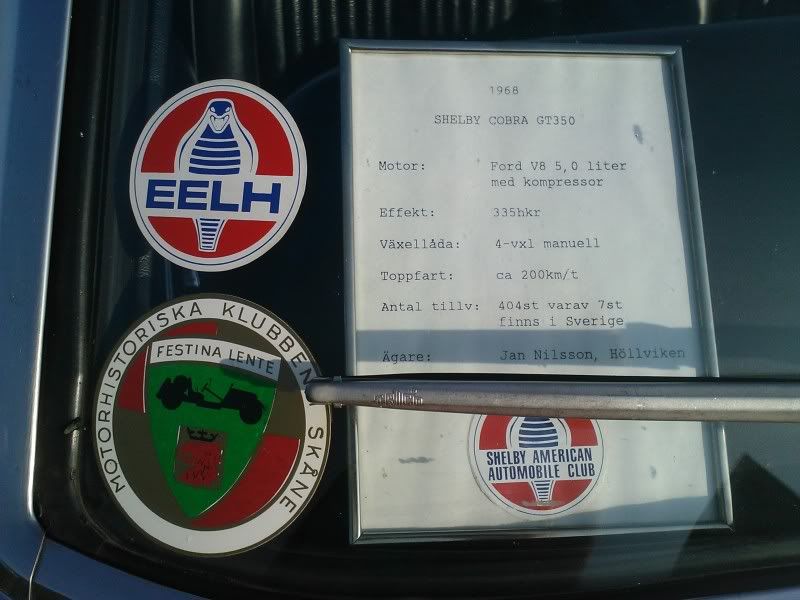 EELH
MOTORHISTORISKA KLUBBEN SKÅNE
FESTINA LENTE
1968
SHELBY COBRA GT350
Motor: Ford V8 5,0 liter
med kompressor
Effekt: 335hkr
Växellåda: 4-vxl manuell
Toppfart: ca 200km/t
Antal tillv: 404st varav 7st
finns i Sverige
Ägare: Jan Nilsson, Höllviken
SHELBY AMERICAN
AUTOMOBILE CLUB